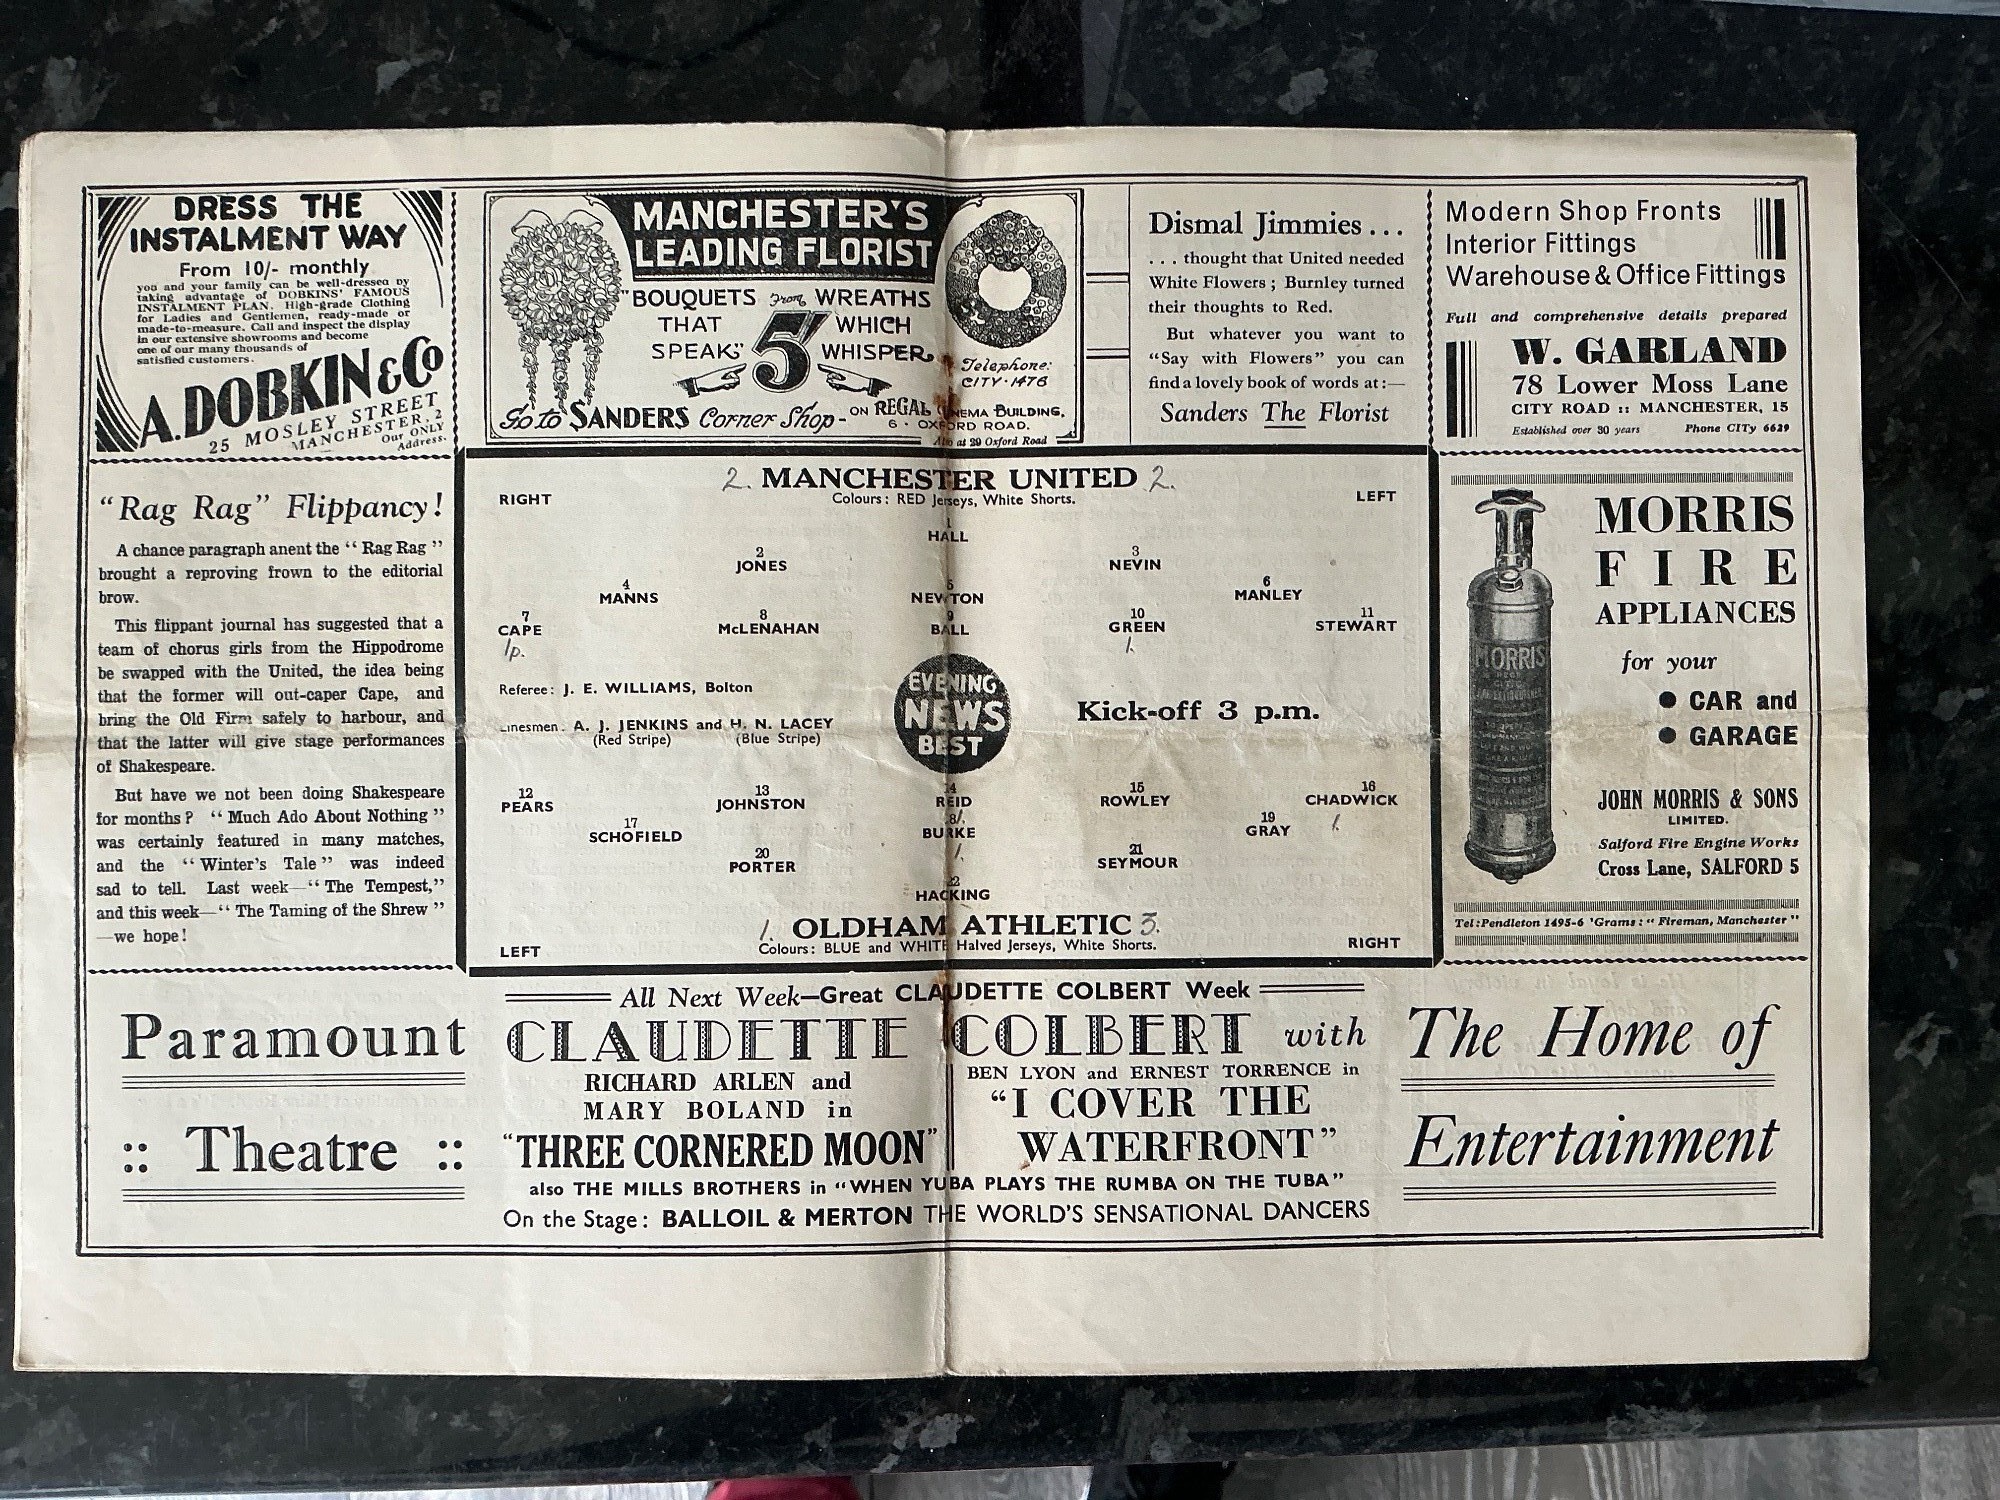 DRESS THE
INSTALMENT WAY
From 10/- monthly
you and your family can be well-dressed by
taking advantage of DOBKINS' FAMOUS
INSTALMENT PLAN. High-grade Clothing
for Ladies and Gentlemen, ready-made or
made-to-measure. Call and inspect the display
in our extensive showrooms and become
one of our many thousands of
satisfied customers.
A. DOBKIN & Co
25 MOSLEY STREET
MANCHESTER, 2
Our ONLY
Address.
MANCHESTER'S
LEADING FLORIST
"BOUQUETS from WREATHS
THAT 5/- WHICH
SPEAK" WHISPER
Telephone:
CITY·1476
Go to SANDERS Corner Shop- ON REGAL CINEMA BUILDING.
6 · OXFORD ROAD.
Also at 29 Oxford Road
Dismal Jimmies . . .
. . . thought that United needed
White Flowers ; Burnley turned
their thoughts to Red.
But whatever you want to
"Say with Flowers" you can
find a lovely book of words at :—
Sanders The Florist
Modern Shop Fronts
Interior Fittings
Warehouse & Office Fittings
Full and comprehensive details prepared
W. GARLAND
78 Lower Moss Lane
CITY ROAD :: MANCHESTER, 15
Established over 30 years Phone CITy 6629
"Rag Rag" Flippancy!
A chance paragraph anent the "Rag Rag"
brought a reproving frown to the editorial
brow.
This flippant journal has suggested that a
team of chorus girls from the Hippodrome
be swapped with the United, the idea being
that the former will out-caper Cape, and
bring the Old Firm safely to harbour, and
that the latter will give stage performances
of Shakespeare.
But have we not been doing Shakespeare
for months? "Much Ado About Nothing"
was certainly featured in many matches,
and the "Winter's Tale" was indeed
sad to tell. Last week—"The Tempest,"
and this week—"The Taming of the Shrew"
—we hope!
2. MANCHESTER UNITED 2.
Colours: RED Jerseys, White Shorts.
RIGHT LEFT
1
HALL
2 3
JONES NEVIN
4 5 6
MANNS NEWTON MANLEY
7 8 9 10 11
CAPE McLENAHAN BALL GREEN STEWART
1p. 1.
Referee: J. E. WILLIAMS, Bolton
Linesmen. A. J. JENKINS and H. N. LACEY
(Red Stripe) (Blue Stripe)
EVENING
NEWS
BEST
Kick-off 3 p.m.
12 13 14 15 16
PEARS JOHNSTON REID ROWLEY CHADWICK
1. 1.
17 18 19
SCHOFIELD BURKE GRAY
1.
20 21
PORTER SEYMOUR
22
HACKING
1. OLDHAM ATHLETIC 3.
Colours: BLUE and WHITE Halved Jerseys, White Shorts.
LEFT RIGHT
MORRIS
FIRE
APPLIANCES
for your
● CAR and
● GARAGE
MORRIS
JOHN MORRIS & SONS
LIMITED.
Salford Fire Engine Works
Cross Lane, SALFORD 5
Tel: Pendleton 1495-6 'Grams: "Fireman, Manchester"
Paramount
:: Theatre ::
All Next Week—Great CLAUDETTE COLBERT Week
CLAUDETTE COLBERT with
RICHARD ARLEN and
MARY BOLAND in
"THREE CORNERED MOON"
BEN LYON and ERNEST TORRENCE in
"I COVER THE
WATERFRONT"
also THE MILLS BROTHERS in "WHEN YUBA PLAYS THE RUMBA ON THE TUBA"
On the Stage: BALLOIL & MERTON THE WORLD'S SENSATIONAL DANCERS
The Home of
Entertainment